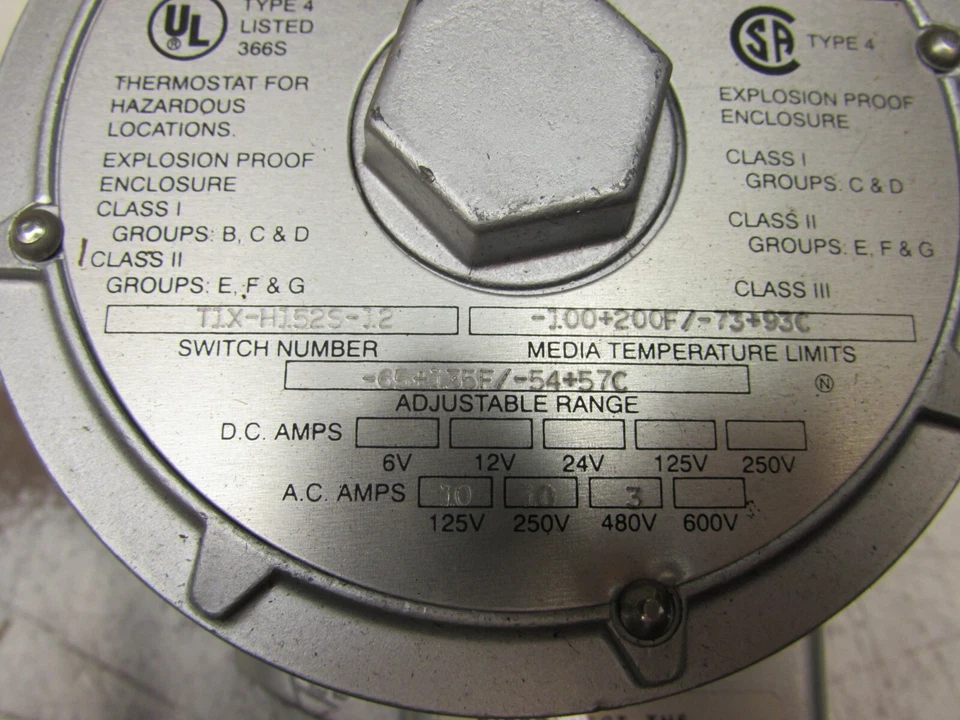 UL
®
TYPE 4
LISTED
366S
THERMOSTAT FOR
HAZARDOUS
LOCATIONS.
EXPLOSION PROOF
ENCLOSURE
CLASS I
GROUPS: B, C & D
CLASS II
GROUPS: E, F & G
SA TYPE 4
EXPLOSION PROOF
ENCLOSURE
CLASS I
GROUPS: C & D
CLASS II
GROUPS: E, F & G
CLASS III
T1X-H152S-12
SWITCH NUMBER
-100+200F/-73+93C
MEDIA TEMPERATURE LIMITS
-65+135F/-54+57C
N
ADJUSTABLE RANGE
D.C. AMPS
6V 12V 24V 125V 250V
A.C. AMPS 10 10 3
125V 250V 480V 600V